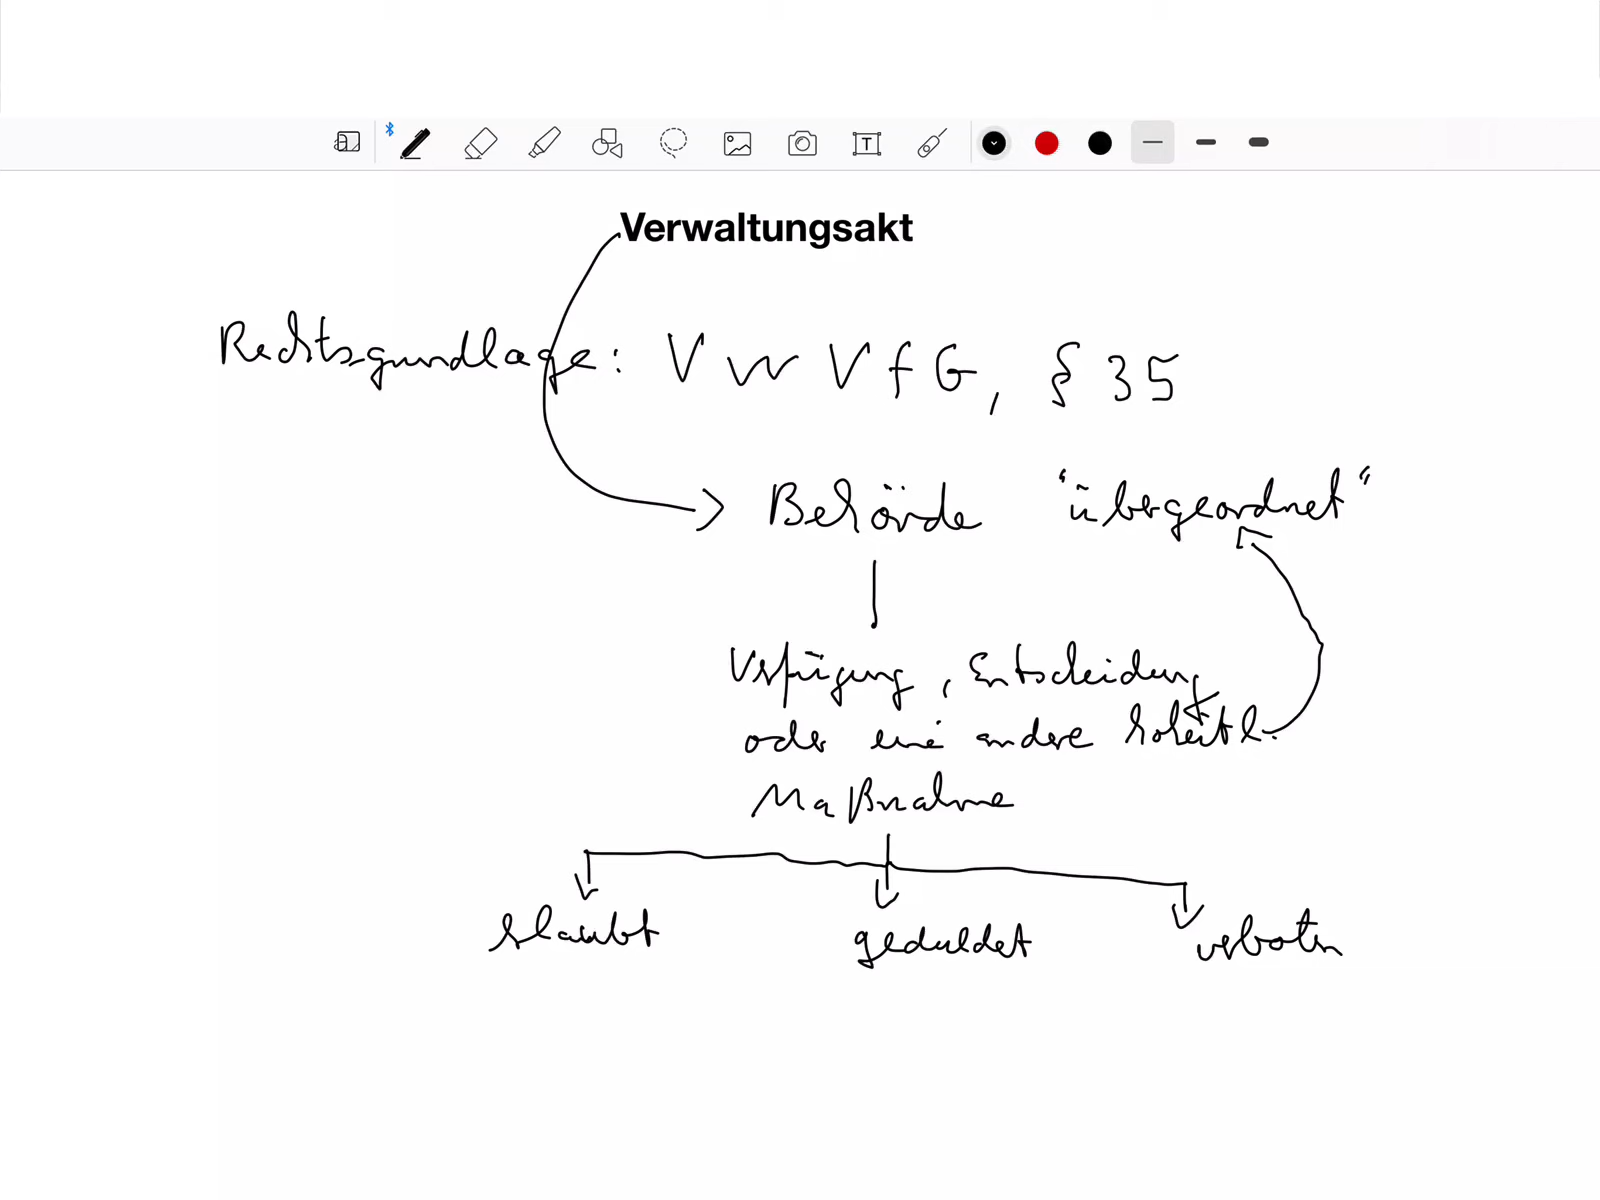 Verwaltungsakt
Rechtsgrundlage: VwVfG, § 35
Behörde "übergeordnet"
Verfügung, Entscheidung
oder eine andere hoheitl.
Maßnahme
erlaubt geduldet verboten